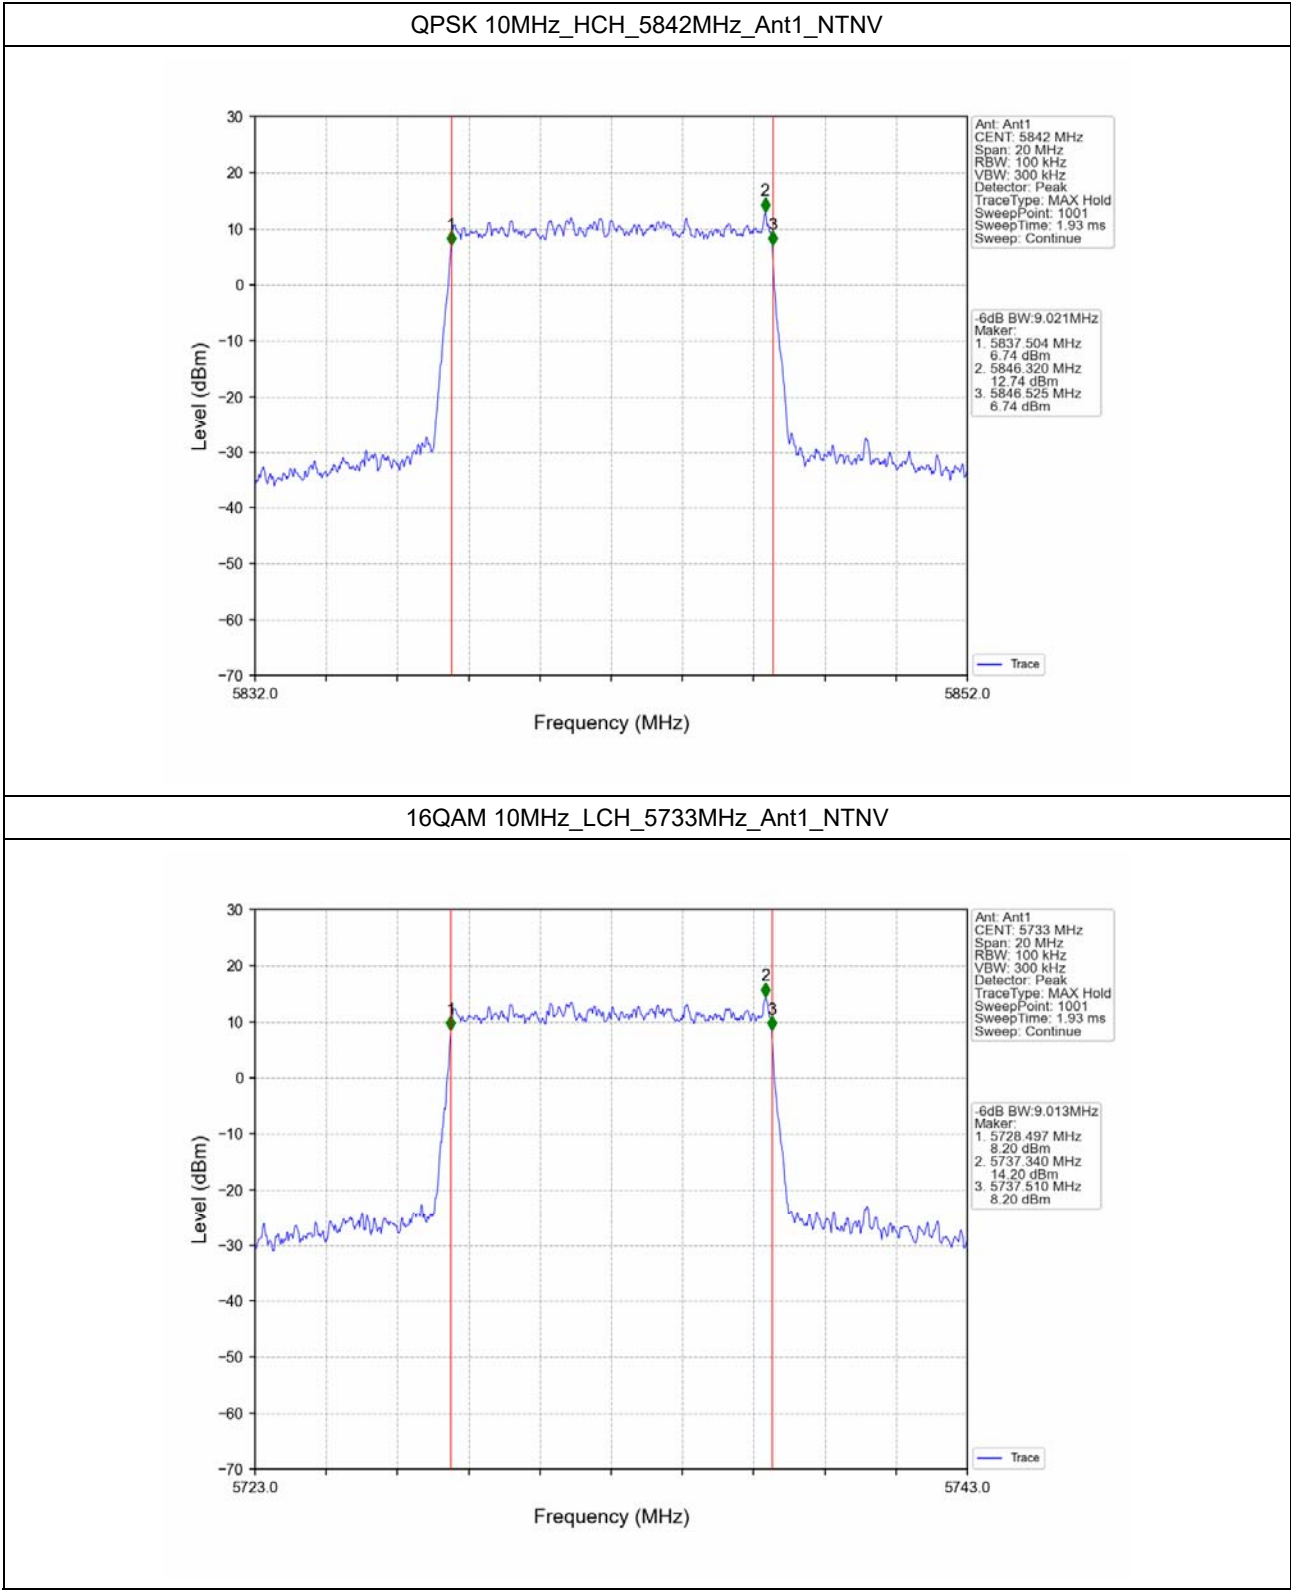 QPSK 10MHz_HCH_5842MHz_Ant1_NTNV
30
20
10
0
−10
−20
−30
−40
−50
−60
−70
Level (dBm)
5832.0
5852.0
Frequency (MHz)
1
2
3
Ant: Ant1
CENT: 5842 MHz
Span: 20 MHz
RBW: 100 kHz
VBW: 300 kHz
Detector: Peak
TraceType: MAX Hold
SweepPoint: 1001
SweepTime: 1.93 ms
Sweep: Continue
-6dB BW:9.021MHz
Maker:
1. 5837.504 MHz
6.74 dBm
2. 5846.320 MHz
12.74 dBm
3. 5846.525 MHz
6.74 dBm
Trace
16QAM 10MHz_LCH_5733MHz_Ant1_NTNV
30
20
10
0
−10
−20
−30
−40
−50
−60
−70
Level (dBm)
5723.0
5743.0
Frequency (MHz)
1
2
3
Ant: Ant1
CENT: 5733 MHz
Span: 20 MHz
RBW: 100 kHz
VBW: 300 kHz
Detector: Peak
TraceType: MAX Hold
SweepPoint: 1001
SweepTime: 1.93 ms
Sweep: Continue
-6dB BW:9.013MHz
Maker:
1. 5728.497 MHz
8.20 dBm
2. 5737.340 MHz
14.20 dBm
3. 5737.510 MHz
8.20 dBm
Trace